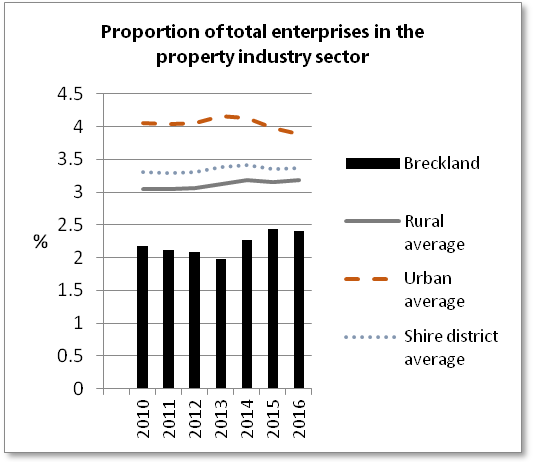 Proportion of total enterprises in the
property industry sector
4.5
4
3.5
3
2.5
2
1.5
1
0.5
0
%
2010
2011
2012
2013
2014
2015
2016
Breckland
Rural
average
Urban
average
Shire district
average